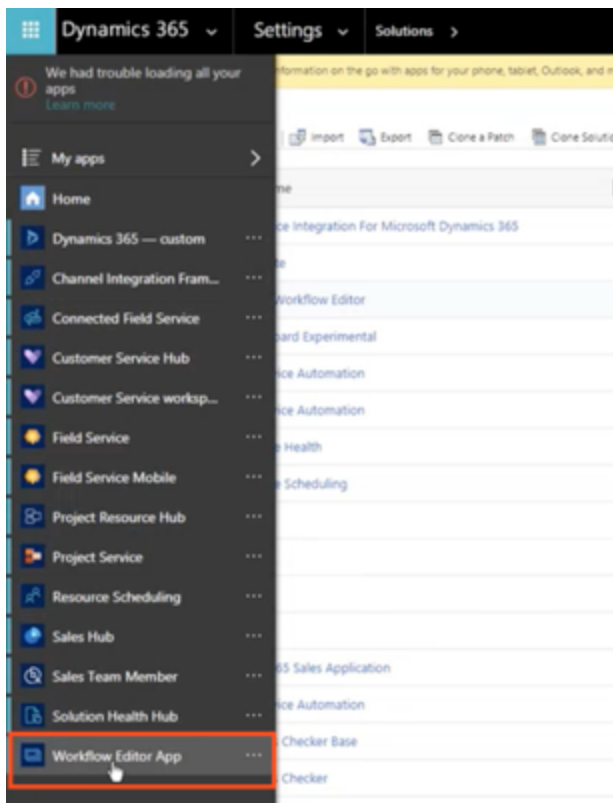 Dynamics 365
Settings
Solutions
We had trouble loading all your
apps
Learn more
formation on the go with apps for your phone, tablet, Outlook, and m
Import
Export
Clone a Patch
Clone Soluti
My apps
me
Home
ce Integration For Microsoft Dynamics 365
Dynamics 365 — custom
...
te
Channel Integration Fram...
...
Workflow Editor
Connected Field Service
...
oard Experimental
Customer Service Hub
...
ice Automation
Customer Service worksp...
...
ice Automation
Field Service
...
Health
Field Service Mobile
...
Scheduling
Project Resource Hub
...
Project Service
...
Resource Scheduling
...
Sales Hub
...
65 Sales Application
Sales Team Member
...
ice Automation
Solution Health Hub
...
Checker Base
Workflow Editor App
...
Checker